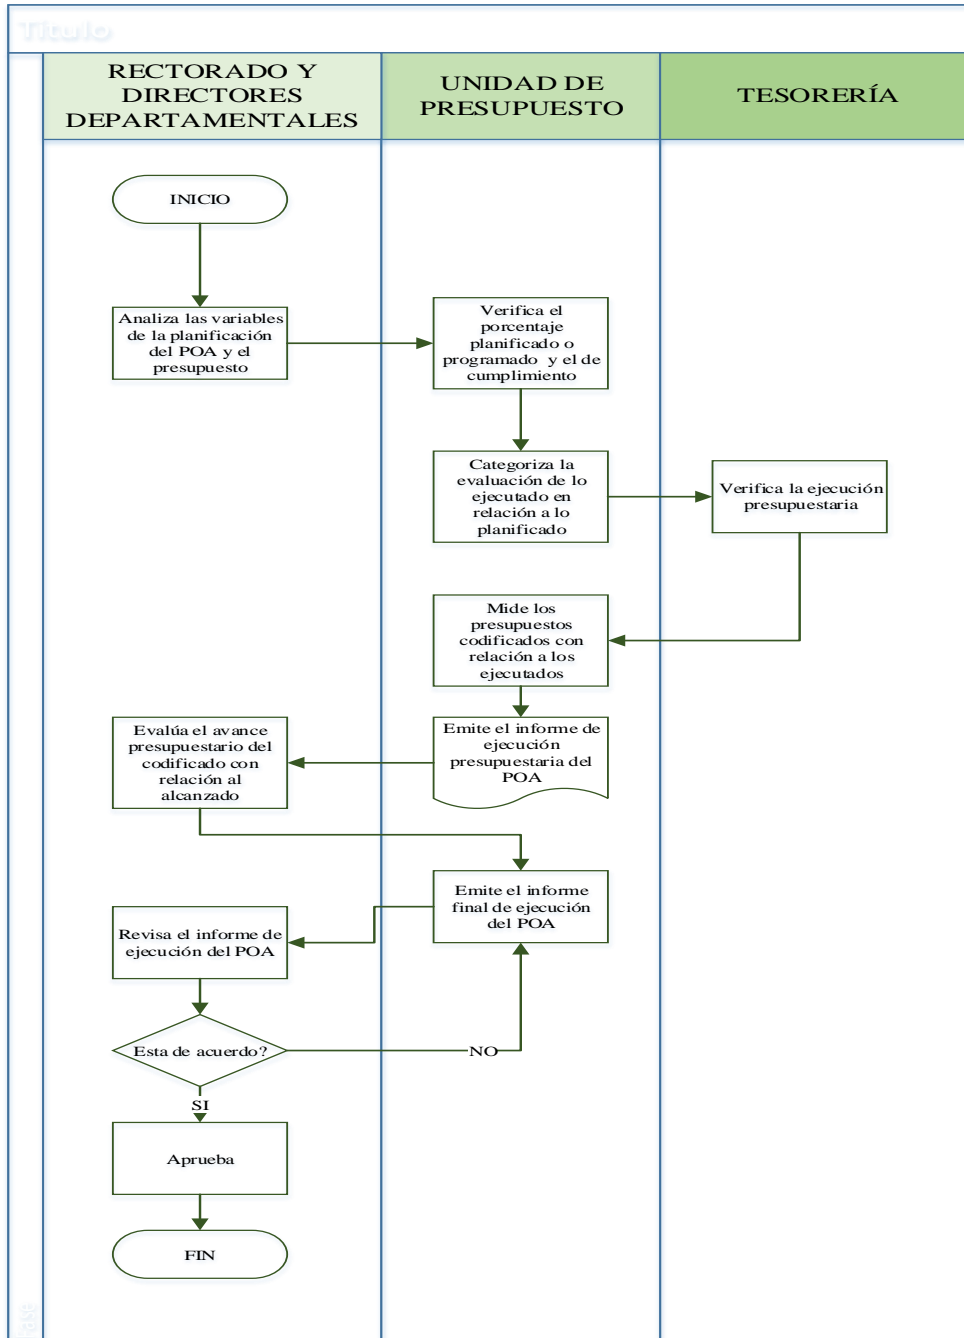 Título
RECTORADO Y
DIRECTORES
DEPARTAMENTALES
UNIDAD DE
PRESUPUESTO
TESORERÍA
INICIO
Analiza las variables
de la planificación
del POA y el
presupuesto
Verifica el
porcentaje
planificado o
programado y el de
cumplimiento
Categoriza la
evaluación de lo
ejecutado en
relación a lo
planificado
Verifica la ejecución
presupuestaria
Mide los
presupuestos
codificados con
relación a los
ejecutados
Emite el informe de
ejecución
presupuestaria del
POA
Evalúa el avance
presupuestario del
codificado con
relación al
alcanzado
Emite el informe
final de ejecución
del POA
Revisa el informe de
ejecución del POA
Esta de acuerdo?
NO
SI
Aprueba
FIN
Fase